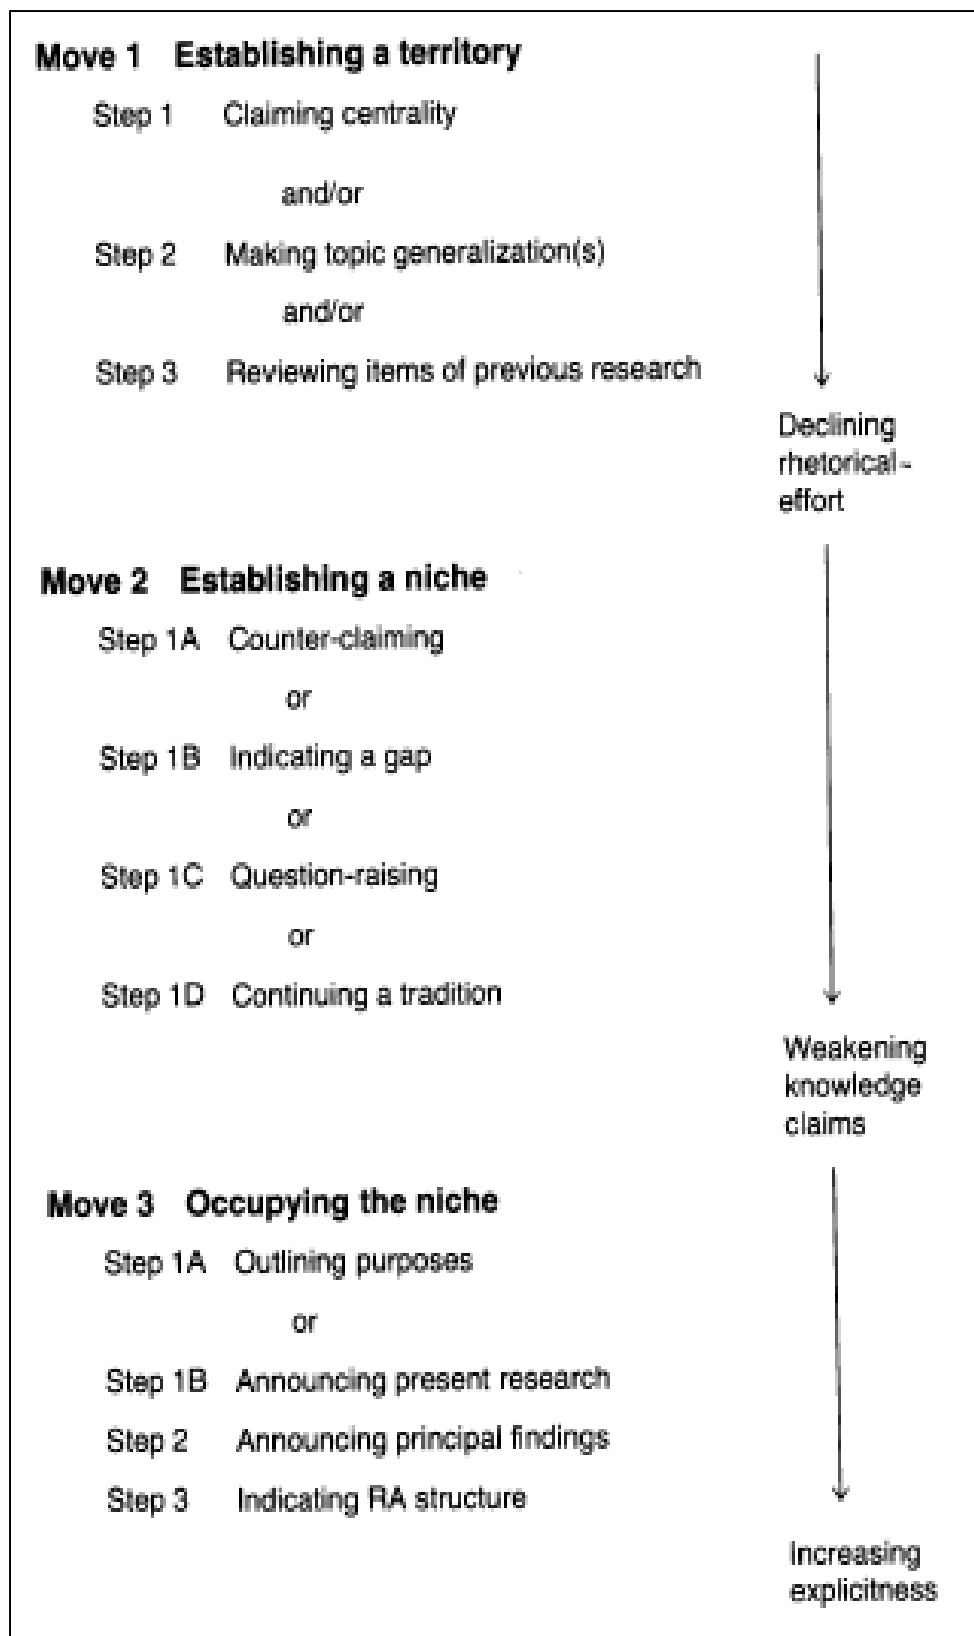 Move 1 Establishing a territory
Step 1 Claiming centrality
and/or
Step 2 Making topic generalization(s)
and/or
Step 3 Reviewing items of previous research
Declining
rhetorical-
effort
Move 2 Establishing a niche
Step 1A Counter-claiming
or
Step 1B Indicating a gap
or
Step 1C Question-raising
or
Step 1D Continuing a tradition
Weakening
knowledge
claims
Move 3 Occupying the niche
Step 1A Outlining purposes
or
Step 1B Announcing present research
Step 2 Announcing principal findings
Step 3 Indicating RA structure
Increasing
explicitness